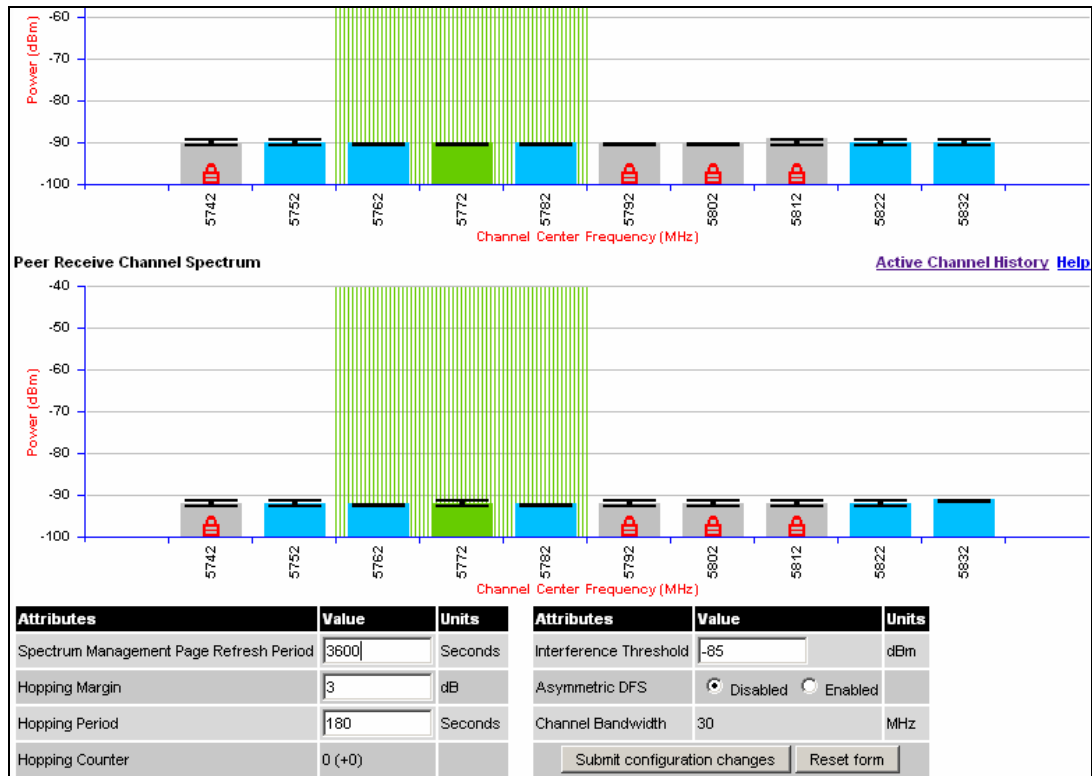 -60
-70
-80
-90
-100
Power (dBm)
5742 5752 5762 5772 5782 5792 5802 5812 5822 5832
Channel Center Frequency (MHz)
Peer Receive Channel Spectrum Active Channel History Help
-40
-50
-60
-70
-80
-90
-100
Power (dBm)
5742 5752 5762 5772 5782 5792 5802 5812 5822 5832
Channel Center Frequency (MHz)
Attributes Value Units Attributes Value Units
Spectrum Management Page Refresh Period 3600 Seconds Interference Threshold -85 dBm
Hopping Margin 3 dB Asymmetric DFS Disabled Enabled
Hopping Period 180 Seconds Channel Bandwidth 30 MHz
Hopping Counter 0 (+0) Submit configuration changes Reset form